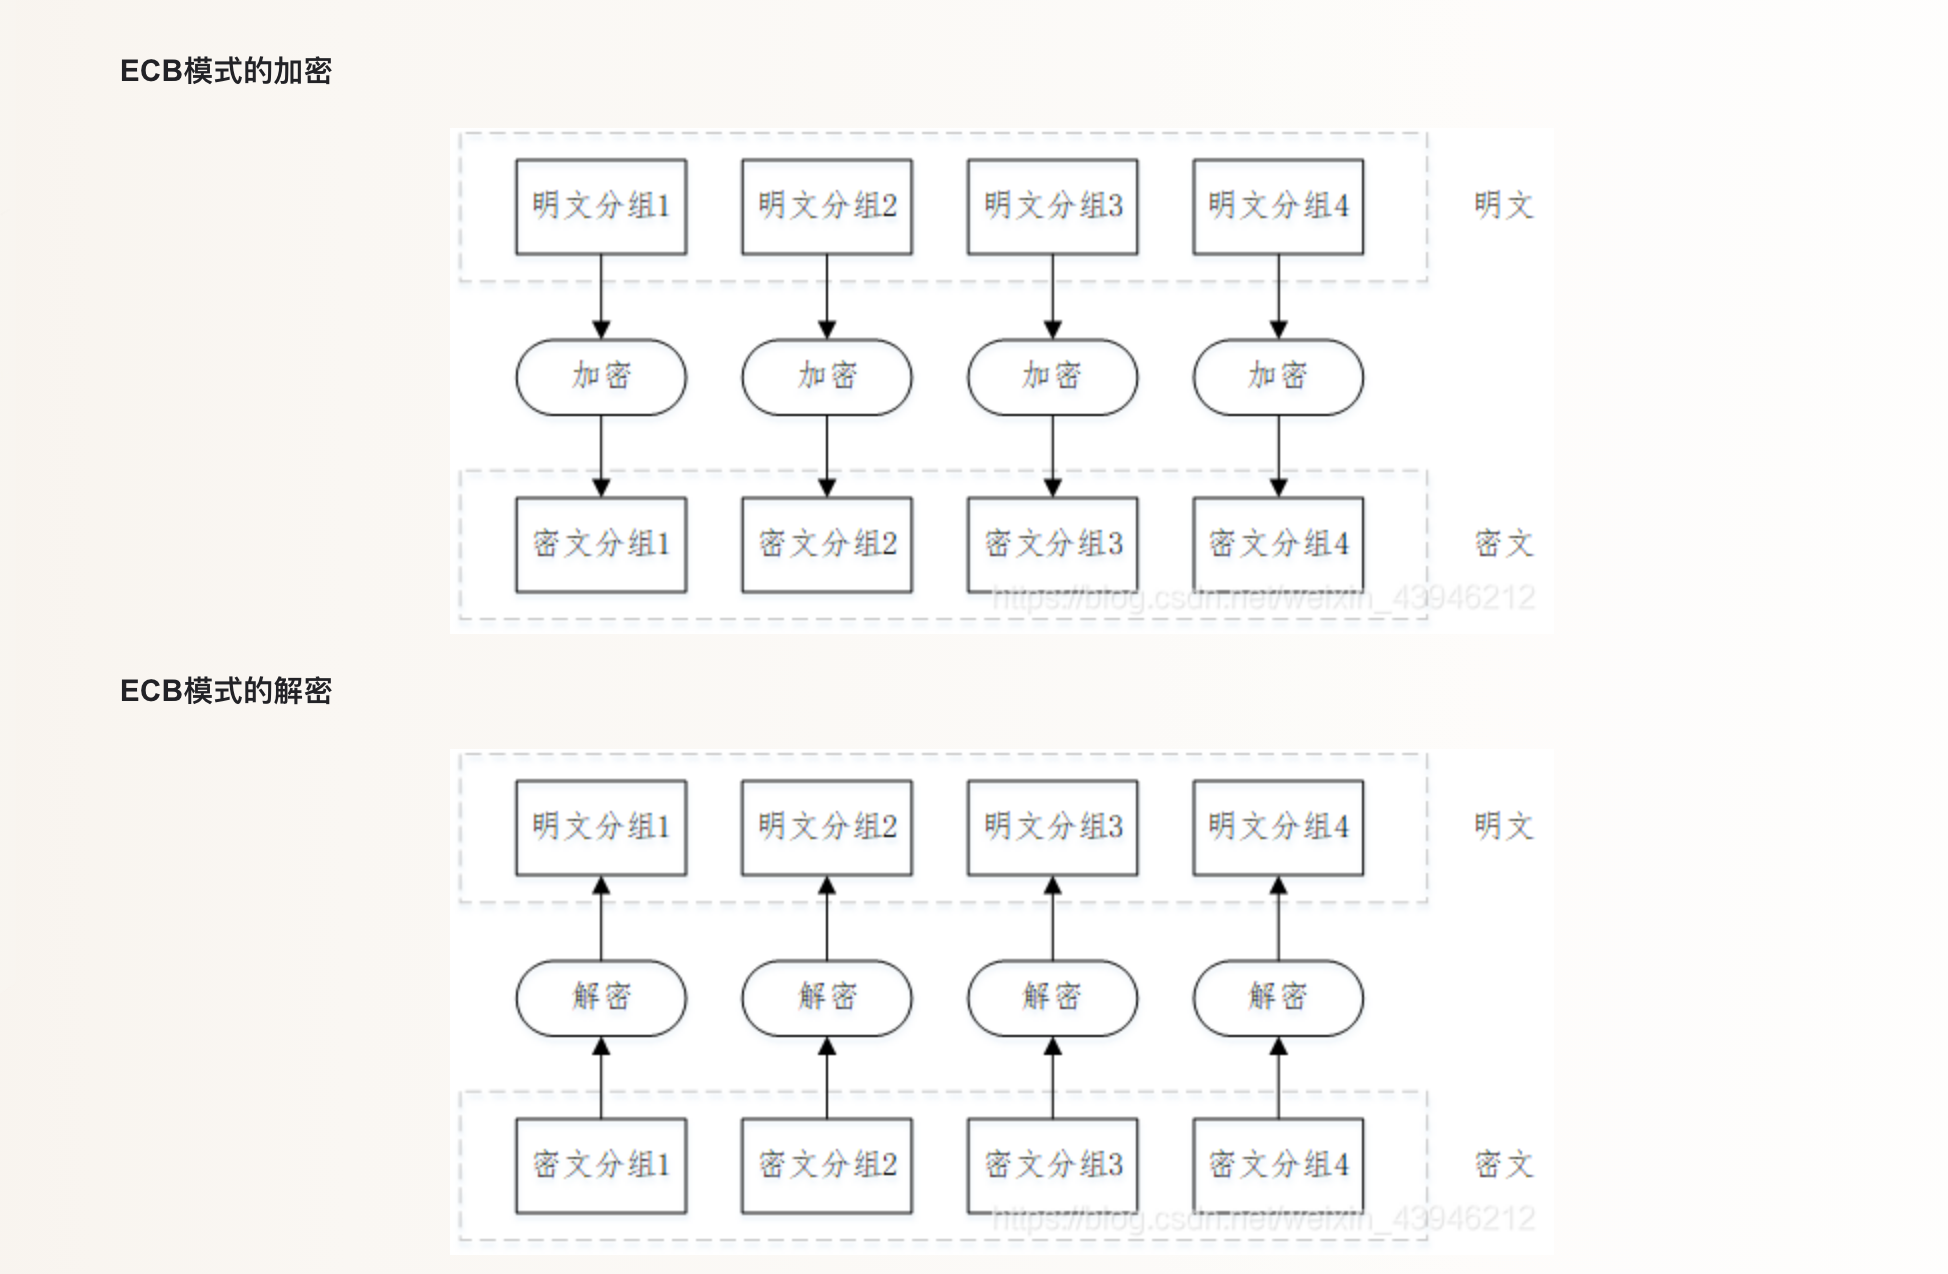 ECB模式的加密
明文分组1 明文分组2 明文分组3 明文分组4 明文
加密 加密 加密 加密
密文分组1 密文分组2 密文分组3 密文分组4 密文
https://blog.csdn.net/weixin_43946212
ECB模式的解密
明文分组1 明文分组2 明文分组3 明文分组4 明文
解密 解密 解密 解密
密文分组1 密文分组2 密文分组3 密文分组4 密文
https://blog.csdn.net/weixin_43946212